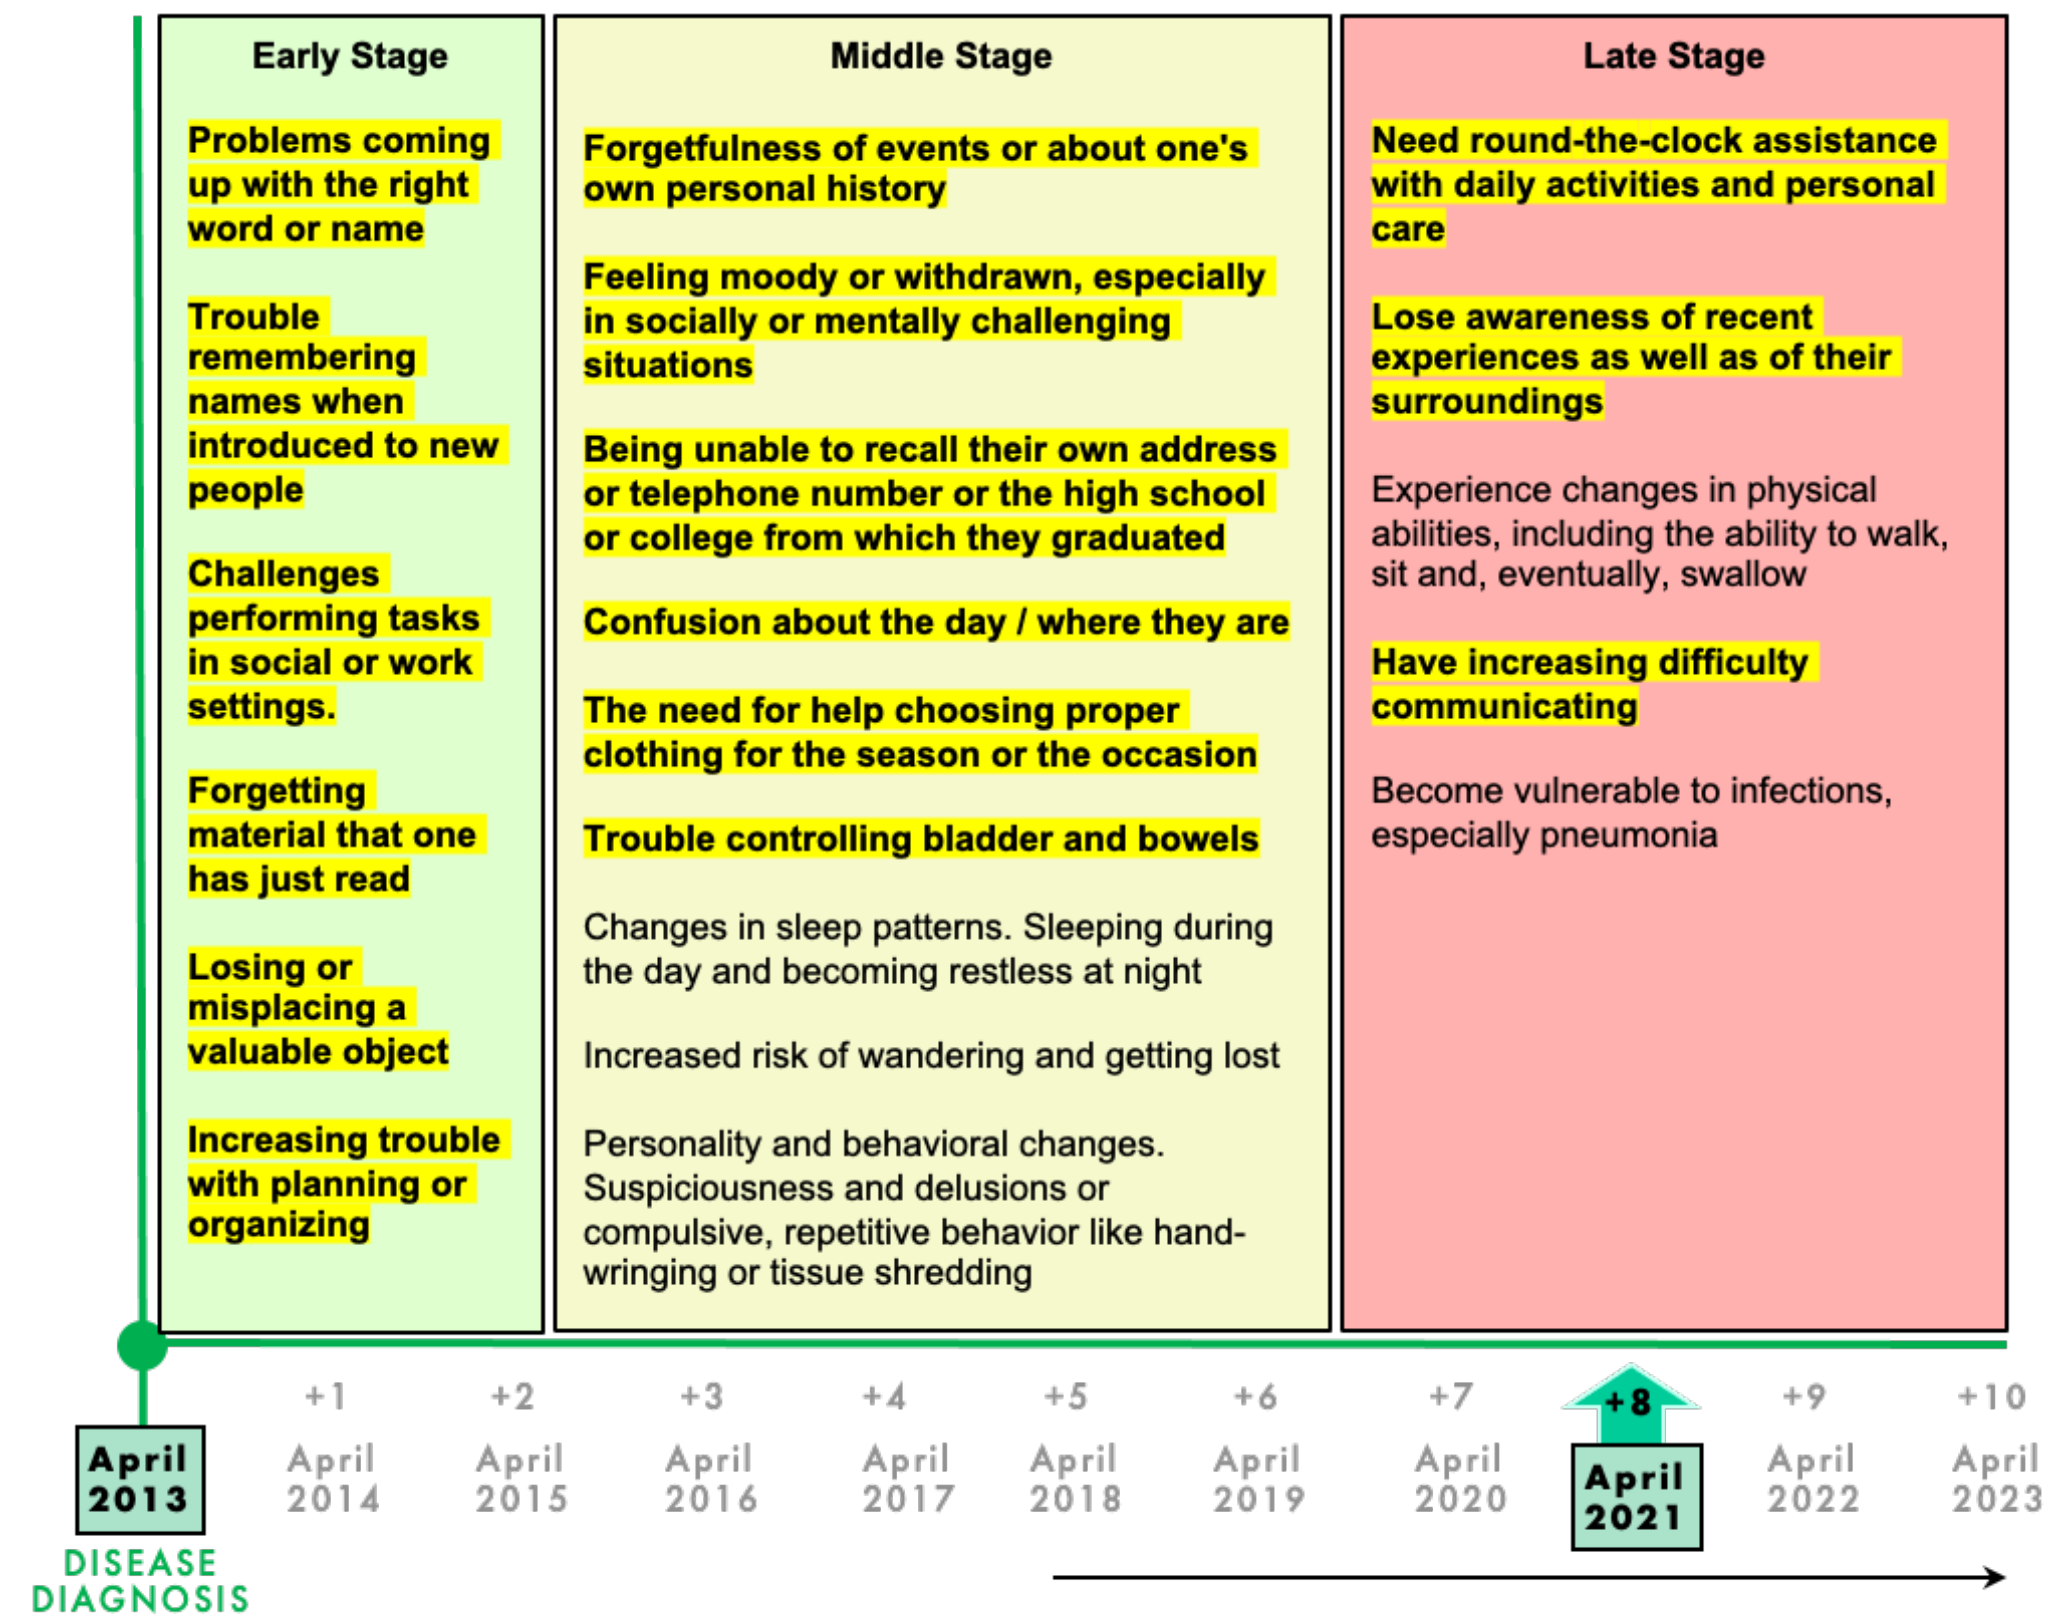 Early Stage
Problems coming
up with the right
word or name
Trouble
remembering
names when
introduced to new
people
Challenges
performing tasks
in social or work
settings.
Forgetting
material that one
has just read
Losing or
misplacing a
valuable object
Increasing trouble
with planning or
organizing
Middle Stage
Forgetfulness of events or about one's
own personal history
Feeling moody or withdrawn, especially
in socially or mentally challenging
situations
Being unable to recall their own address
or telephone number or the high school
or college from which they graduated
Confusion about the day / where they are
The need for help choosing proper
clothing for the season or the occasion
Trouble controlling bladder and bowels
Changes in sleep patterns. Sleeping during
the day and becoming restless at night
Increased risk of wandering and getting lost
Personality and behavioral changes.
Suspiciousness and delusions or
compulsive, repetitive behavior like hand-
wringing or tissue shredding
Late Stage
Need round-the-clock assistance
with daily activities and personal
care
Lose awareness of recent
experiences as well as of their
surroundings
Experience changes in physical
abilities, including the ability to walk,
sit and, eventually, swallow
Have increasing difficulty
communicating
Become vulnerable to infections,
especially pneumonia
+1 +2 +3 +4 +5 +6 +7 +8 +9 +10
April April April April April April April April April April April
2013 2014 2015 2016 2017 2018 2019 2020 2021 2022 2023
DISEASE
DIAGNOSIS